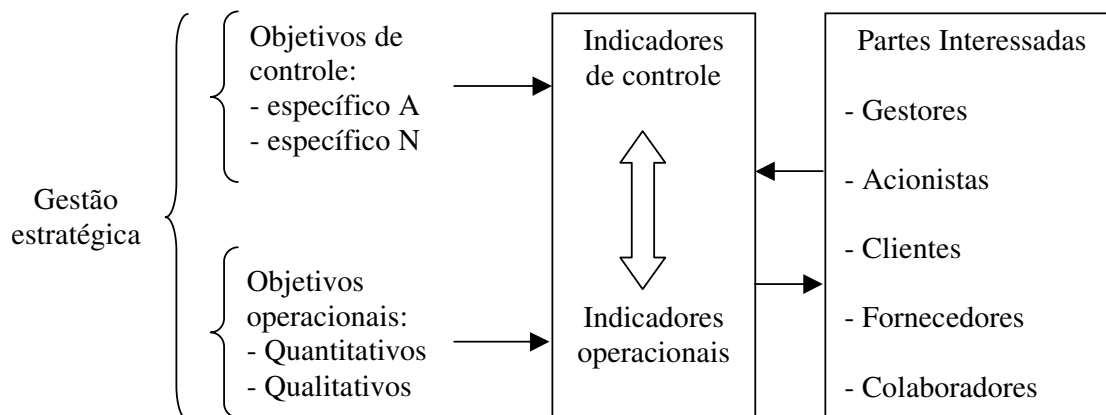 Gestão
estratégica
Objetivos de
controle:
- específico A
- específico N
Objetivos
operacionais:
- Quantitativos
- Qualitativos
Indicadores
de controle
Indicadores
operacionais
Partes Interessadas
- Gestores
- Acionistas
- Clientes
- Fornecedores
- Colaboradores